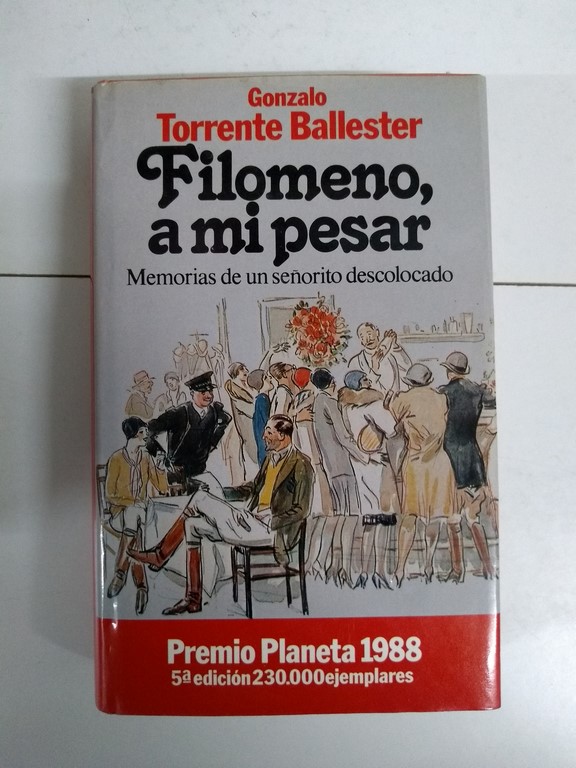 Gonzalo
Torrente Ballester
Filomeno,
a mi pesar
Memorias de un señorito descolocado
Premio Planeta 1988
5ª edición 230.000 ejemplares